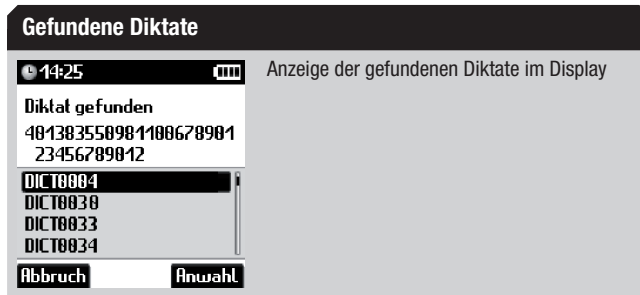 Gefundene Diktate
14:25
Anzeige der gefundenen Diktate im Display
Diktat gefunden
401383550981100678901
23456789012
DICT0004
DICT0030
DICT0033
DICT0034
Abbruch Anwahl